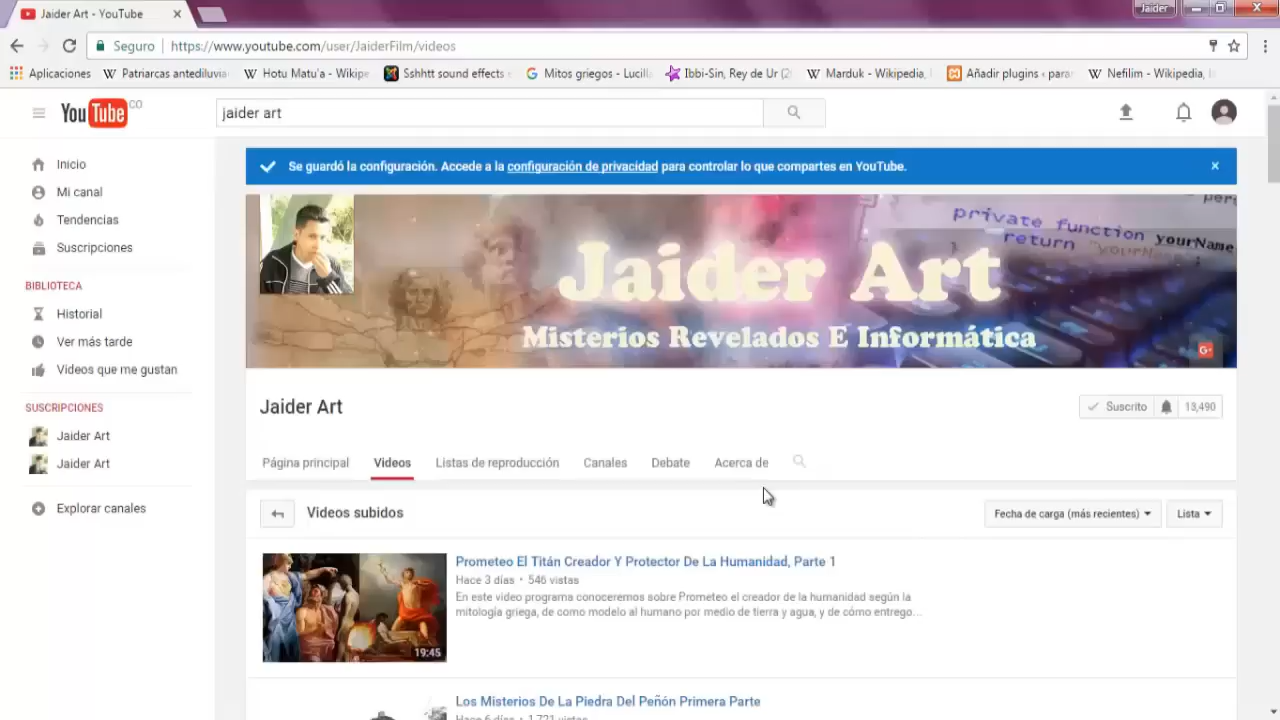 Jaider Art - YouTube
Jaider
Seguro
https://www.youtube.com/user/JaiderFilm/videos
Aplicaciones
Patriarcas antediluvia
Hotu Matu'a - Wikipe
Sshhtt sound effects
Mitos griegos - Lucill
Ibbi-Sin, Rey de Ur (2
Marduk - Wikipedia,
Añadir plugins ‹ para
Nefilim - Wikipedia, l
YouTube CO
jaider art
Inicio
Mi canal
Tendencias
Suscripciones
BIBLIOTECA
Historial
Ver más tarde
Videos que me gustan
SUSCRIPCIONES
Jaider Art
Jaider Art
Explorar canales
Se guardó la configuración. Accede a la configuración de privacidad para controlar lo que compartes en YouTube.
private function yourName
return "yourName
Jaider Art
Misterios Revelados E Informática
G+
Jaider Art
Suscrito
13,490
Página principal
Videos
Listas de reproducción
Canales
Debate
Acerca de
Videos subidos
Fecha de carga (más recientes)
Lista
Prometeo El Titán Creador Y Protector De La Humanidad, Parte 1
Hace 3 días • 546 vistas
En este video programa conoceremos sobre Prometeo el creador de la humanidad según la
mitología griega, de como modelo al humano por medio de tierra y agua, y de cómo entrego...
19:45
Los Misterios De La Piedra Del Peñón Primera Parte
Hace 6 días • 1,721 vistas